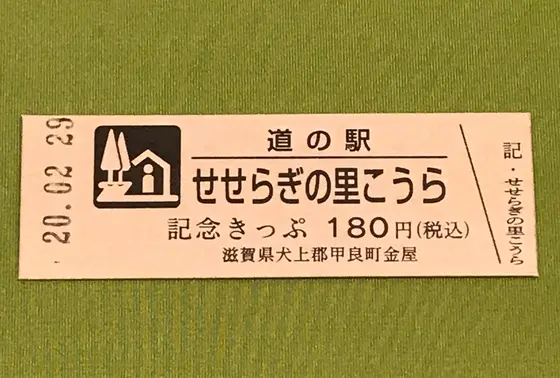 20.02 29
道の駅
せせらぎの里こうら
記念きっぷ 180円(税込)
滋賀県犬上郡甲良町金屋
記・せせらぎの里こうら